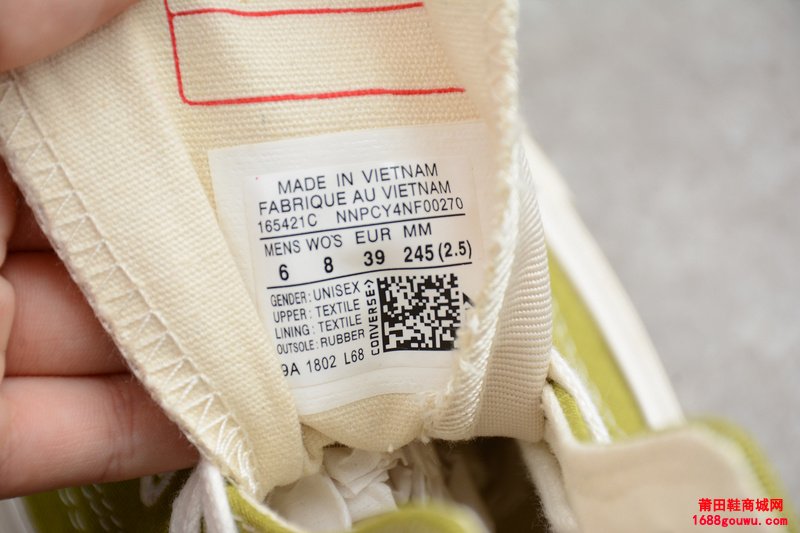 MADE IN VIETNAM
FABRIQUE AU VIETNAM
165421C NNPCY4NF00270
MENS WO'S EUR MM
6 8 39 245 (2.5)
GENDER: UNISEX
UPPER: TEXTILE
LINING: TEXTILE
OUTSOLE: RUBBER
CONVERSE
9A 1802 L68
莆田鞋商城网
1688gouwu.com